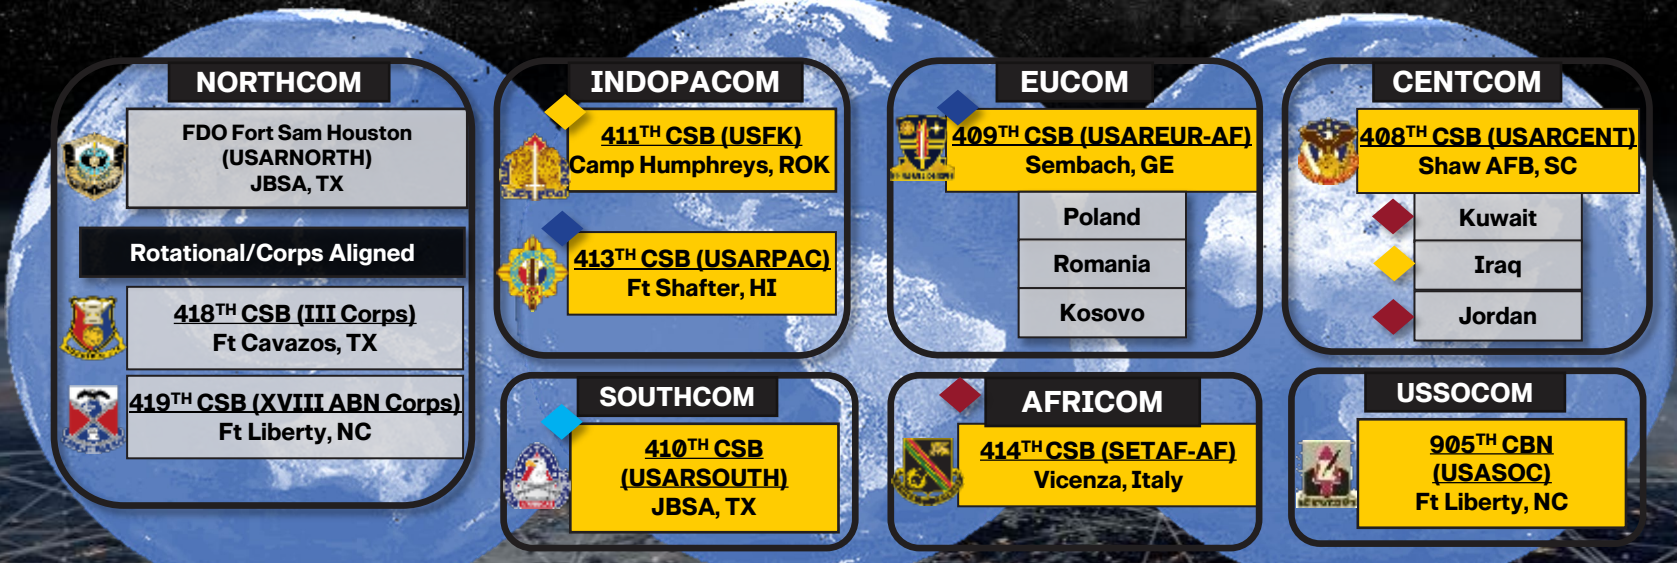 NORTHCOM
FDO Fort Sam Houston
(USARNORTH)
JBSA, TX
Rotational/Corps Aligned
418TH CSB (III Corps)
Ft Cavazos, TX
419TH CSB (XVIII ABN Corps)
Ft Liberty, NC
INDOPACOM
411TH CSB (USFK)
Camp Humphreys, ROK
413TH CSB (USARPAC)
Ft Shafter, HI
SOUTHCOM
410TH CSB
(USARSOUTH)
JBSA, TX
EUCOM
409TH CSB (USAREUR-AF)
Sembach, GE
Poland
Romania
Kosovo
AFRICOM
414TH CSB (SETAF-AF)
Vicenza, Italy
CENTCOM
408TH CSB (USARCENT)
Shaw AFB, SC
Kuwait
Iraq
Jordan
USSOCOM
905TH CBN
(USASOC)
Ft Liberty, NC